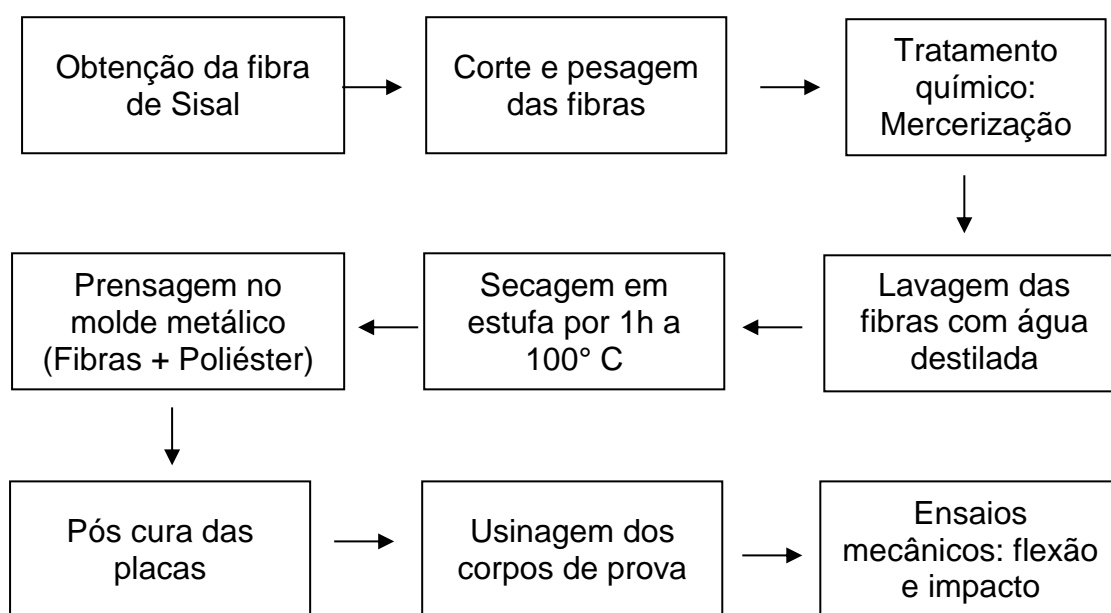 Obtenção da fibra
de Sisal
Corte e pesagem
das fibras
Tratamento
químico:
Mercerização
Lavagem das
fibras com água
destilada
Secagem em
estufa por 1h a
100° C
Prensagem no
molde metálico
(Fibras + Poliéster)
Pós cura das
placas
Usinagem dos
corpos de prova
Ensaios
mecânicos: flexão
e impacto